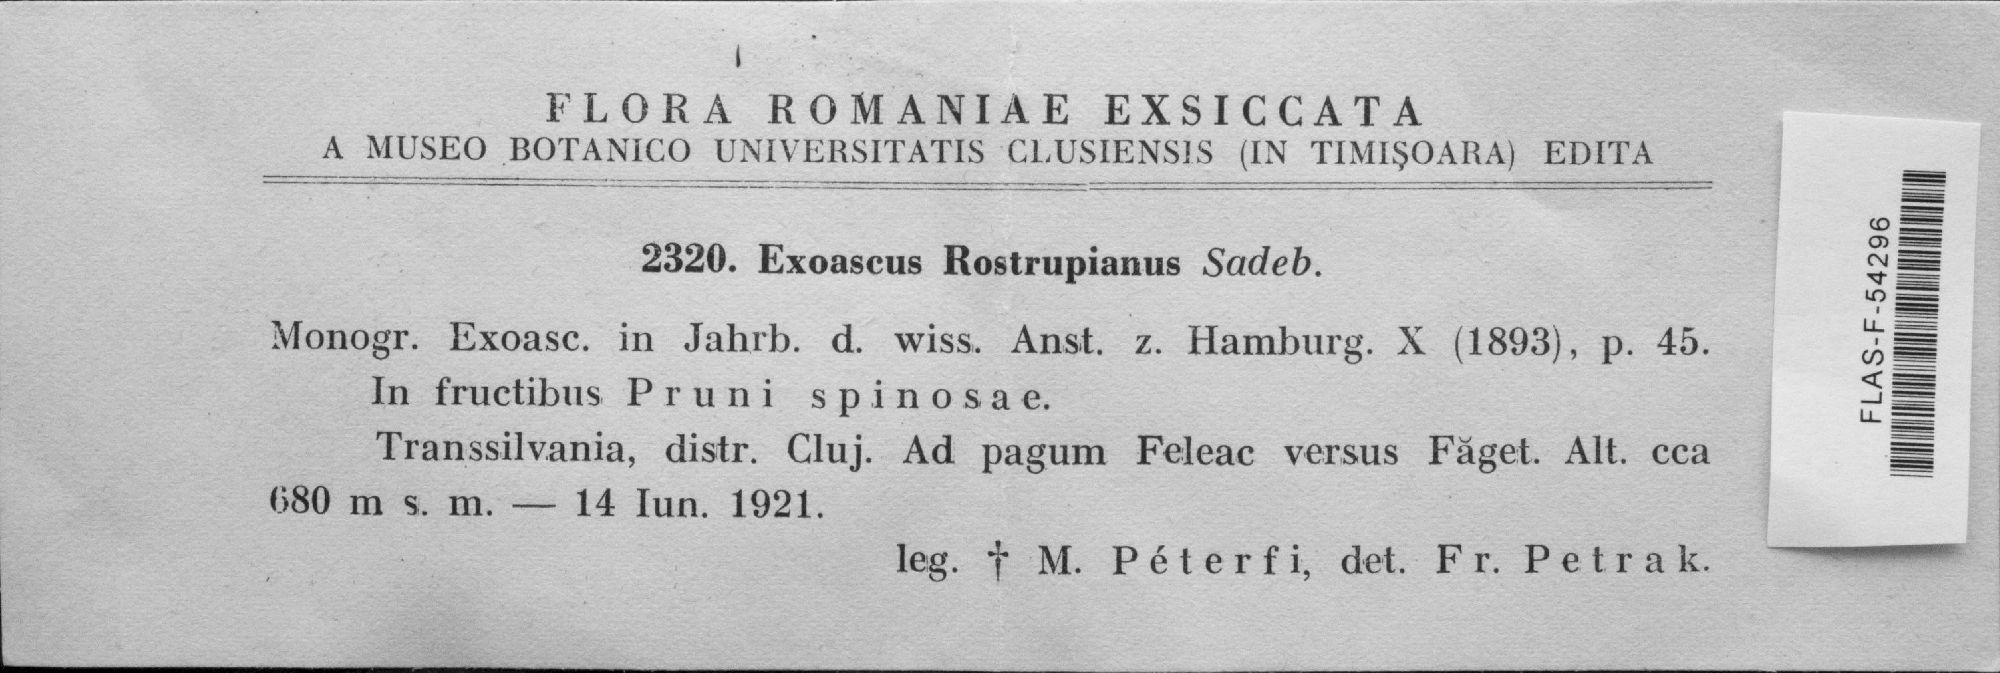 FLORA ROMANIAE EXSICCATA
A MUSEO BOTANICO UNIVERSITATIS CLUSIENSIS (IN TIMIŞOARA) EDITA
2320. Exoascus Rostrupianus Sadeb.
Monogr. Exoasc. in Jahrb. d. wiss. Anst. z. Hamburg. X (1893), p. 45.
In fructibus Pruni spinosae.
Transsilvania, distr. Cluj. Ad pagum Feleac versus Făget. Alt. cca
680 m s. m. — 14 Iun. 1921.
leg. † M. Péterfi, det. Fr. Petrak.
FLAS-F-54296